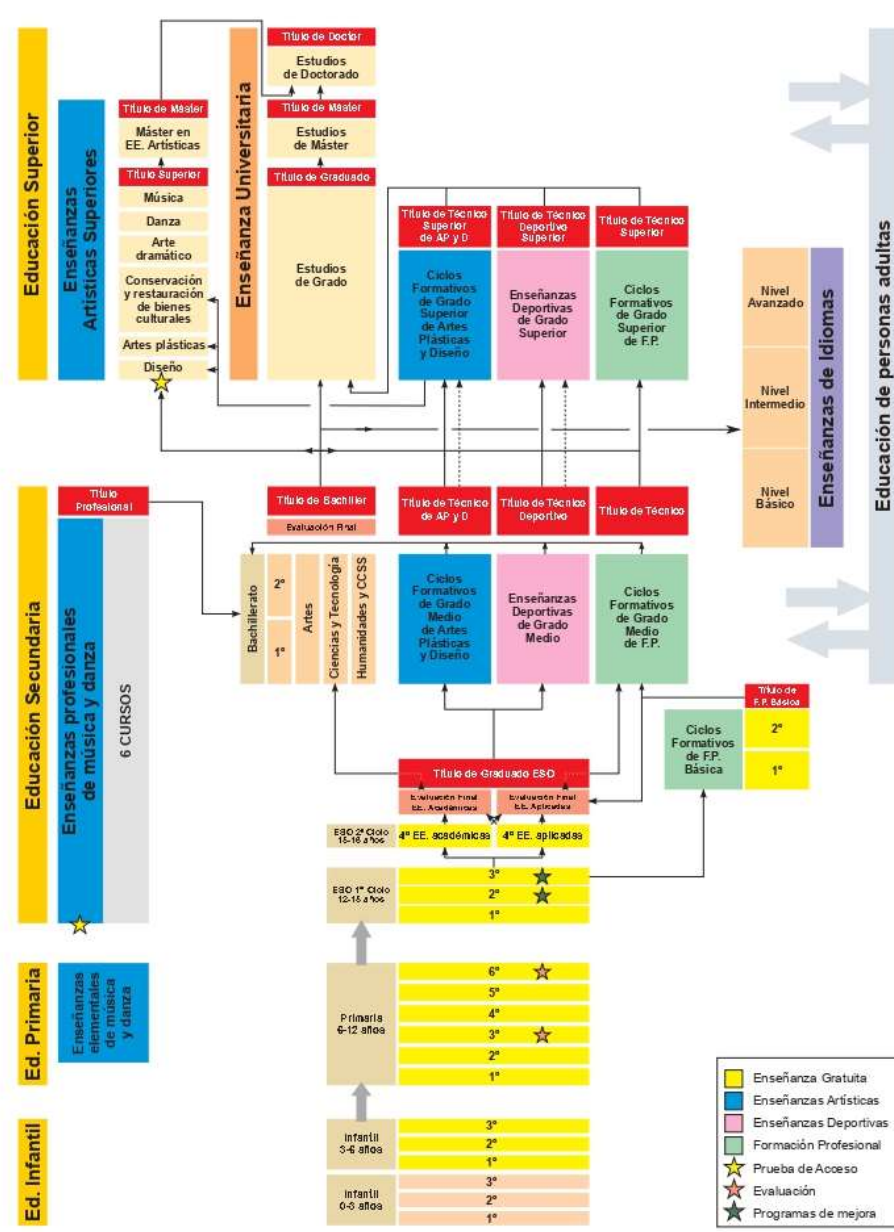 Educación Superior
Enseñanzas
Artísticas Superiores
Título de Máster
Máster en
EE. Artísticas
Título Superior
Música
Danza
Arte
dramático
Conservación
y restauración
de bienes
culturales
Artes plásticas
Diseño
Enseñanza Universitaria
Título de Doctor
Estudios
de Doctorado
Título de Máster
Estudios
de Máster
Título de Graduado
Estudios
de Grado
Título de Técnico
Superior
de AP y D
Ciclos
Formativos
de Grado
Superior
de Artes
Plásticas
y Diseño
Título de Técnico
Deportivo
Superior
Enseñanzas
Deportivas
de Grado
Superior
Título de Técnico
Superior
Ciclos
Formativos
de Grado
Superior
de F.P.
Nivel
Avanzado
Nivel
Intermedio
Nivel
Básico
Enseñanzas de Idiomas
Educación de personas adultas
Educación Secundaria
Título
Profesional
Enseñanzas profesionales
de música y danza
6 CURSOS
Título de Bachiller
Evaluación Final
Bachillerato
2º
1º
Artes
Ciencias y Tecnología
Humanidades y CCSS
Título de Técnico
de AP y D
Ciclos
Formativos
de Grado
Medio
de Artes
Plásticas
y Diseño
Título de Técnico
Deportivo
Enseñanzas
Deportivas
de Grado
Medio
Título de Técnico
Ciclos
Formativos
de Grado
Medio
de F.P.
Título de
F.P. Básica
Ciclos
Formativos
de F.P.
Básica
2º
1º
Título de Graduado ESO
Evaluación Final
EE. Académicas
Evaluación Final
EE. Aplicadas
ESO 2º Ciclo
15-16 años
4º EE. académicas
4º EE. aplicadas
ESO 1º Ciclo
12-15 años
3º
2º
1º
Ed. Primaria
Enseñanzas
elementales
de música
y danza
Primaria
6-12 años
6º
5º
4º
3º
2º
1º
Ed. Infantil
Infantil
3-6 años
3º
2º
1º
Infantil
0-3 años
3º
2º
1º
Enseñanza Gratuita
Enseñanzas Artísticas
Enseñanzas Deportivas
Formación Profesional
Prueba de Acceso
Evaluación
Programas de mejora